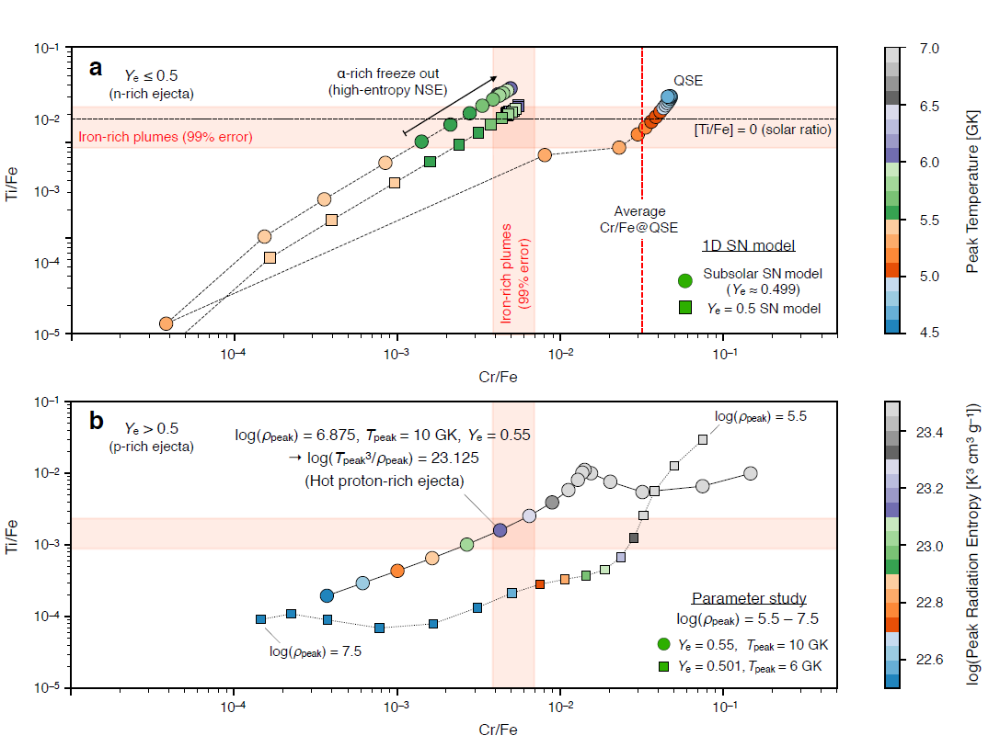 a
Yₑ ≤ 0.5
(n-rich ejecta)
α-rich freeze out
(high-entropy NSE)
QSE
Iron-rich plumes (99% error)
[Ti/Fe] = 0 (solar ratio)
Average
Cr/Fe@QSE
Iron-rich plumes
(99% error)
1D SN model
Subsolar SN model
(Yₑ ≈ 0.499)
Yₑ = 0.5 SN model
10⁻¹
10⁻²
10⁻³
10⁻⁴
10⁻⁵
Ti/Fe
10⁻⁴
10⁻³
10⁻²
10⁻¹
Cr/Fe
7.0
6.5
6.0
5.5
5.0
4.5
Peak Temperature [GK]
b
Yₑ > 0.5
(p-rich ejecta)
log(ρpeak) = 6.875, Tpeak = 10 GK, Yₑ = 0.55
→ log(Tpeak³/ρpeak) = 23.125
(Hot proton-rich ejecta)
log(ρpeak) = 5.5
log(ρpeak) = 7.5
Parameter study
log(ρpeak) = 5.5 – 7.5
Yₑ = 0.55, Tpeak = 10 GK
Yₑ = 0.501, Tpeak = 6 GK
10⁻¹
10⁻²
10⁻³
10⁻⁴
10⁻⁵
Ti/Fe
10⁻⁴
10⁻³
10⁻²
10⁻¹
Cr/Fe
23.4
23.2
23.0
22.8
22.6
log(Peak Radiation Entropy [K³ cm³ g⁻¹])